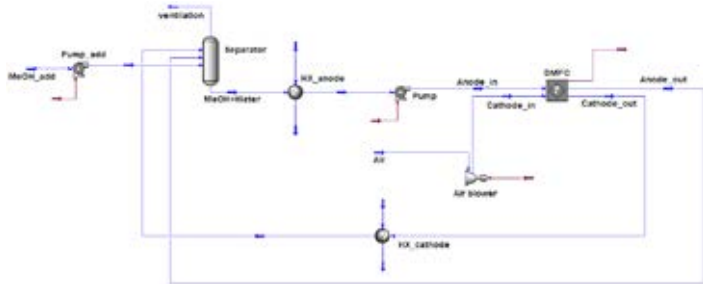 ventilation
Pump_add
Separator
MeOH_add
HX_anode
MeOH+Water
Pump
Anode_in
DMFC
Anode_out
Cathode_in
Cathode_out
Air
Air blower
HX_cathode